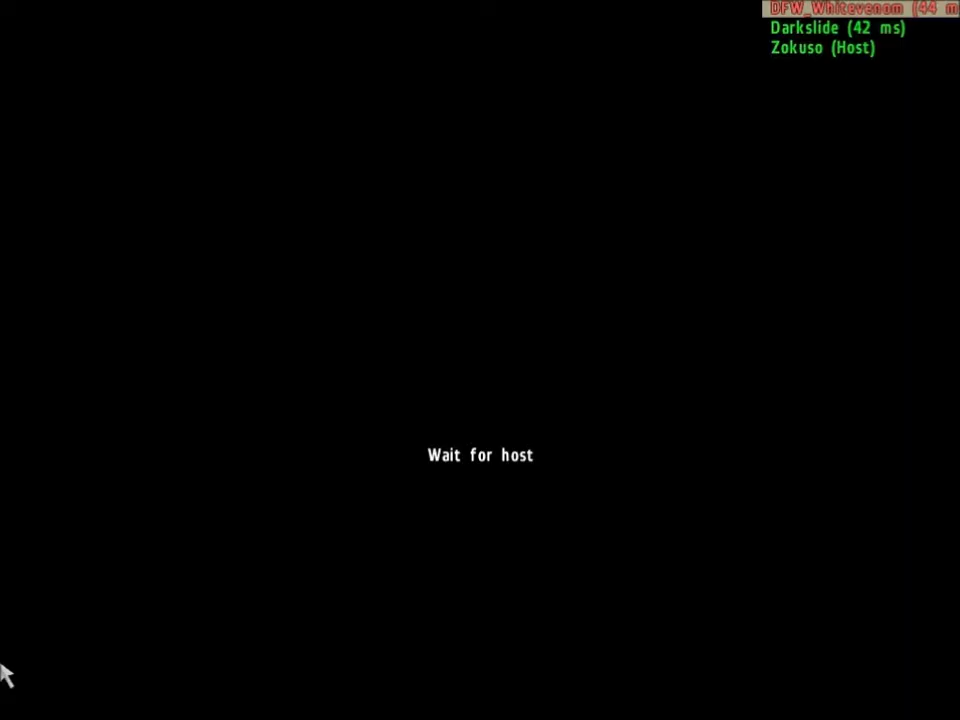 DFW_Whitevenom (44 m
Darkslide (42 ms)
Zokuso (Host)
Wait for host